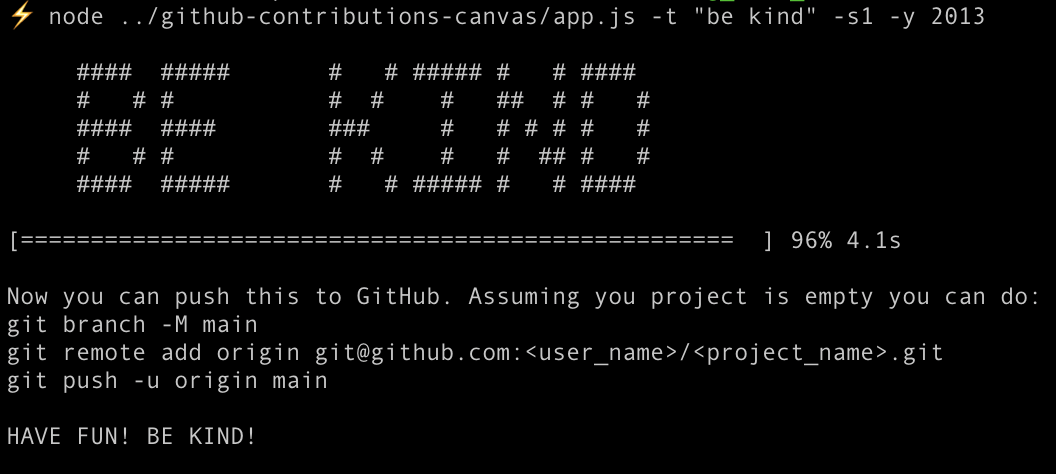 ⚡ node ../github-contributions-canvas/app.js -t "be kind" -s1 -y 2013
     ####  #####       #   # ##### #   # ####
     #   # #           #  #    #   ##  # #   #
     ####  ####        ###     #   # # # #   #
     #   # #           #  #    #   #  ## #   #
     ####  #####       #   # ##### #   # ####
[===================================================  ] 96% 4.1s
Now you can push this to GitHub. Assuming you project is empty you can do:
git branch -M main
git remote add origin git@github.com:<user_name>/<project_name>.git
git push -u origin main
HAVE FUN! BE KIND!